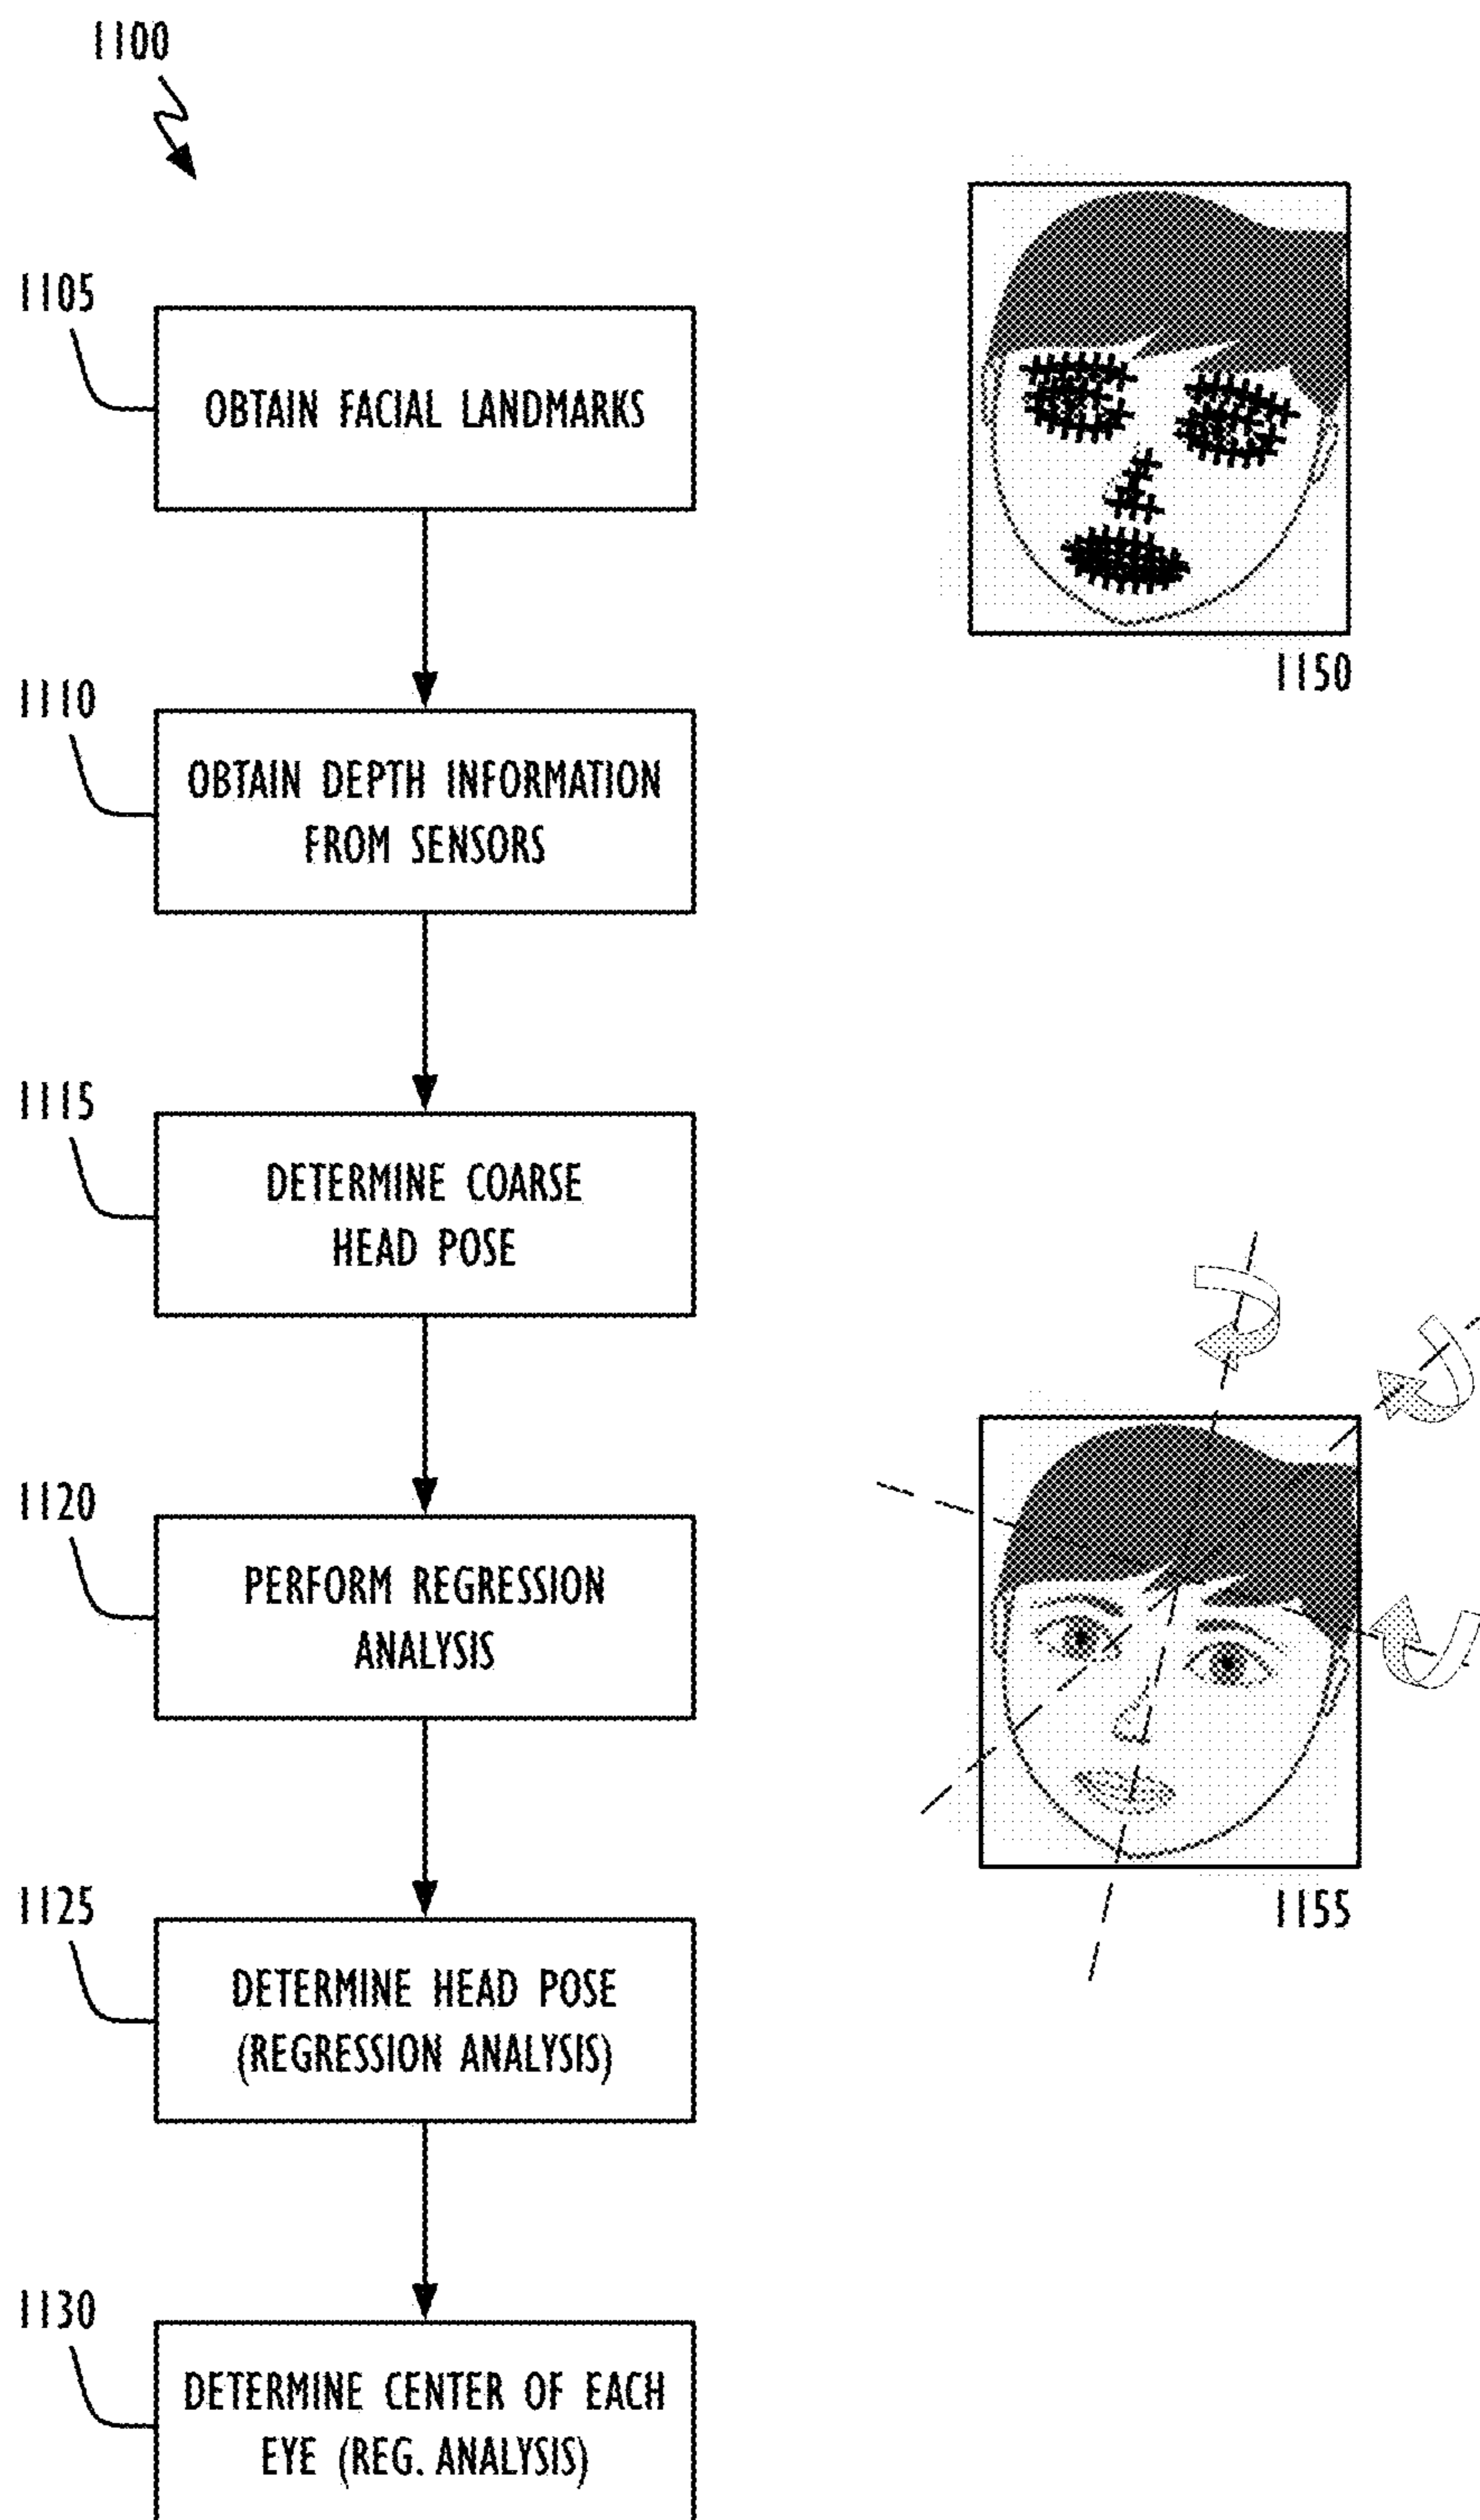 1100
1105
OBTAIN FACIAL LANDMARKS
1150
1110
OBTAIN DEPTH INFORMATION
FROM SENSORS
1115
DETERMINE COARSE
HEAD POSE
1120
PERFORM REGRESSION
ANALYSIS
1125
DETERMINE HEAD POSE
(REGRESSION ANALYSIS)
1155
1130
DETERMINE CENTER OF EACH
EYE (REG. ANALYSIS)